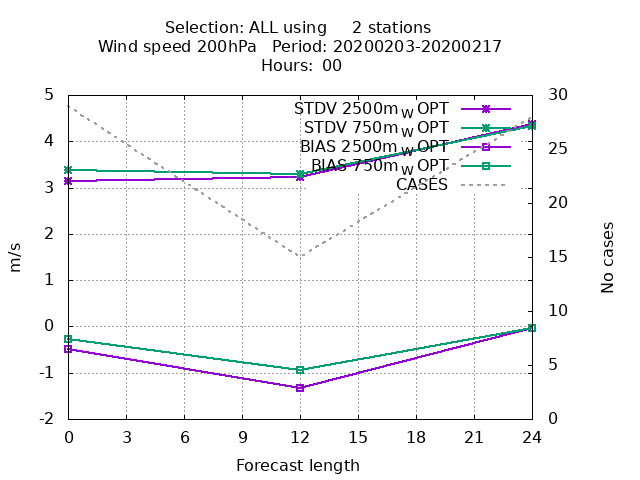 Selection: ALL using     2 stations
Wind speed 200hPa   Period: 20200203-20200217
Hours: 00
STDV 2500m W OPT
STDV 750m W OPT
BIAS 2500m W OPT
BIAS 750m W OPT
CASES
5
4
3
2
1
0
-1
-2
m/s
30
25
20
15
10
5
0
No cases
0 3 6 9 12 15 18 21 24
Forecast length